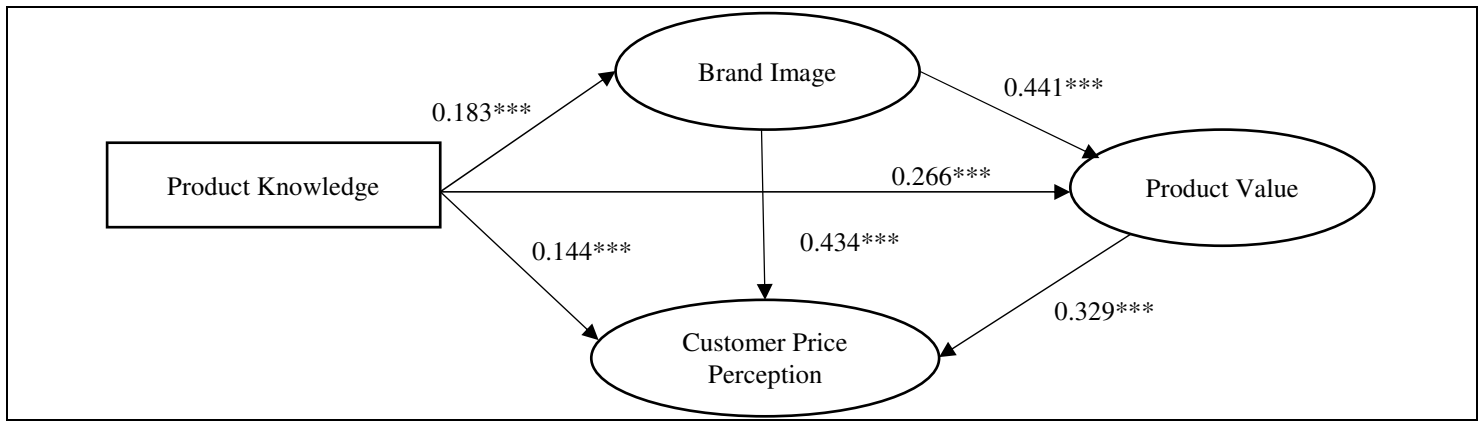 Brand Image
0.441***
0.183***
Product Knowledge
0.266***
Product Value
0.144***
0.434***
0.329***
Customer Price
Perception